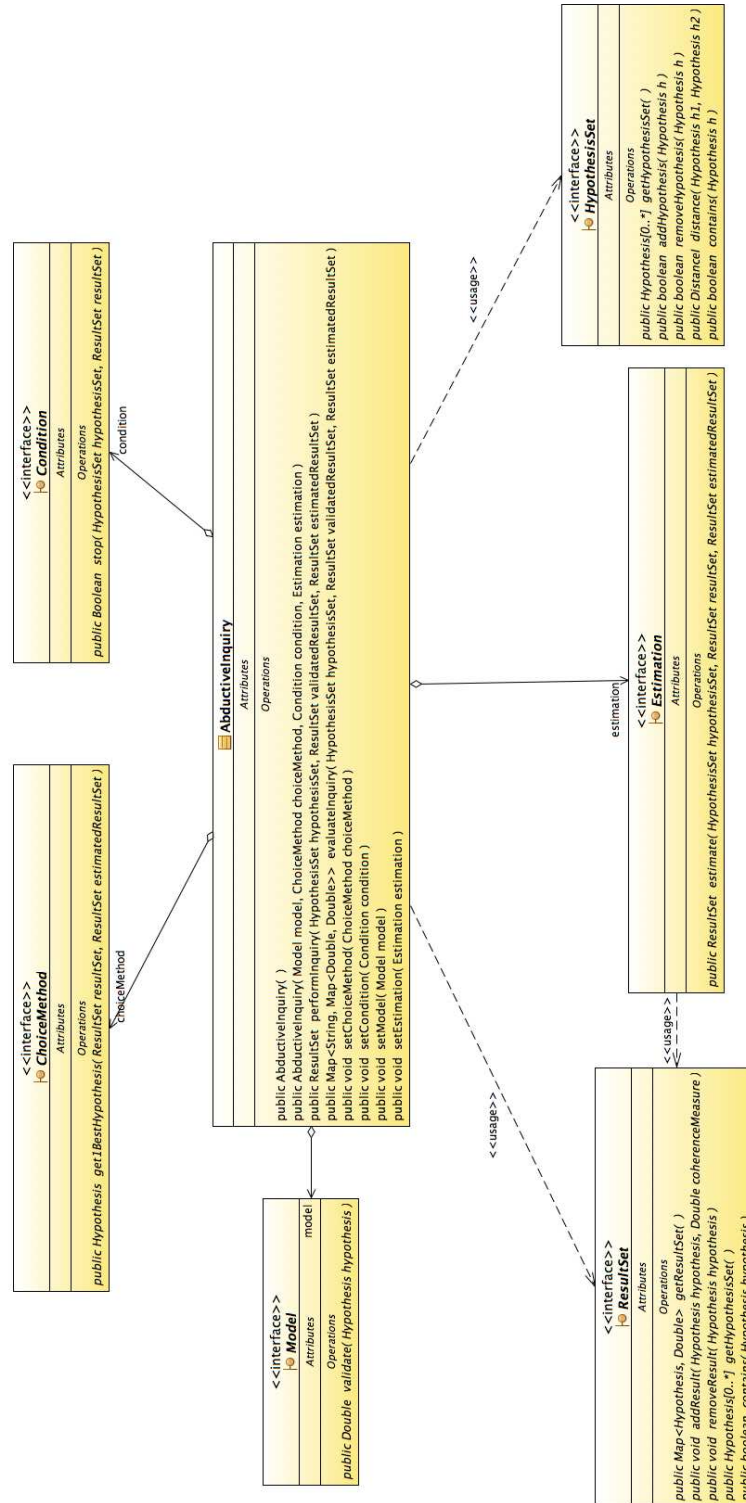 <<interface>>
ChoiceMethod
Attributes
Operations
public Hypothesis get1BestHypothesis( ResultSet resultSet, ResultSet estimatedResultSet )
choiceMethod
<<interface>>
Condition
Attributes
Operations
public Boolean stop( HypothesisSet hypothesisSet, ResultSet resultSet )
condition
<<interface>>
Model
Attributes
Operations
public Double validate( Hypothesis hypothesis )
model
AbductiveInquiry
Attributes
Operations
public AbductiveInquiry( )
public AbductiveInquiry( Model model, ChoiceMethod choiceMethod, Condition condition, Estimation estimation )
public ResultSet performInquiry( HypothesisSet hypothesisSet, ResultSet validatedResultSet, ResultSet estimatedResultSet )
public Map<String, Map<Double, Double>> evaluateInquiry( HypothesisSet hypothesisSet, ResultSet validatedResultSet, ResultSet estimatedResultSet )
public void setChoiceMethod( ChoiceMethod choiceMethod )
public void setCondition( Condition condition )
public void setModel( Model model )
public void setEstimation( Estimation estimation )
<<usage>>
estimation
<<usage>>
<<interface>>
ResultSet
Attributes
Operations
public Map<Hypothesis, Double> getResultSet( )
public void addResult( Hypothesis hypothesis, Double coherenceMeasure )
public void removeResult( Hypothesis hypothesis )
public Hypothesis[0..*] getHypothesisSet( )
public boolean contains( Hypothesis hypothesis )
<<usage>>
<<interface>>
Estimation
Attributes
Operations
public ResultSet estimate( HypothesisSet hypothesisSet, ResultSet resultSet, ResultSet estimatedResultSet )
<<interface>>
HypothesisSet
Attributes
Operations
public Hypothesis[0..*] getHypothesisSet( )
public boolean addHypothesis( Hypothesis h )
public boolean removeHypothesis( Hypothesis h )
public DistanceI distance( Hypothesis h1, Hypothesis h2 )
public boolean contains( Hypothesis h )